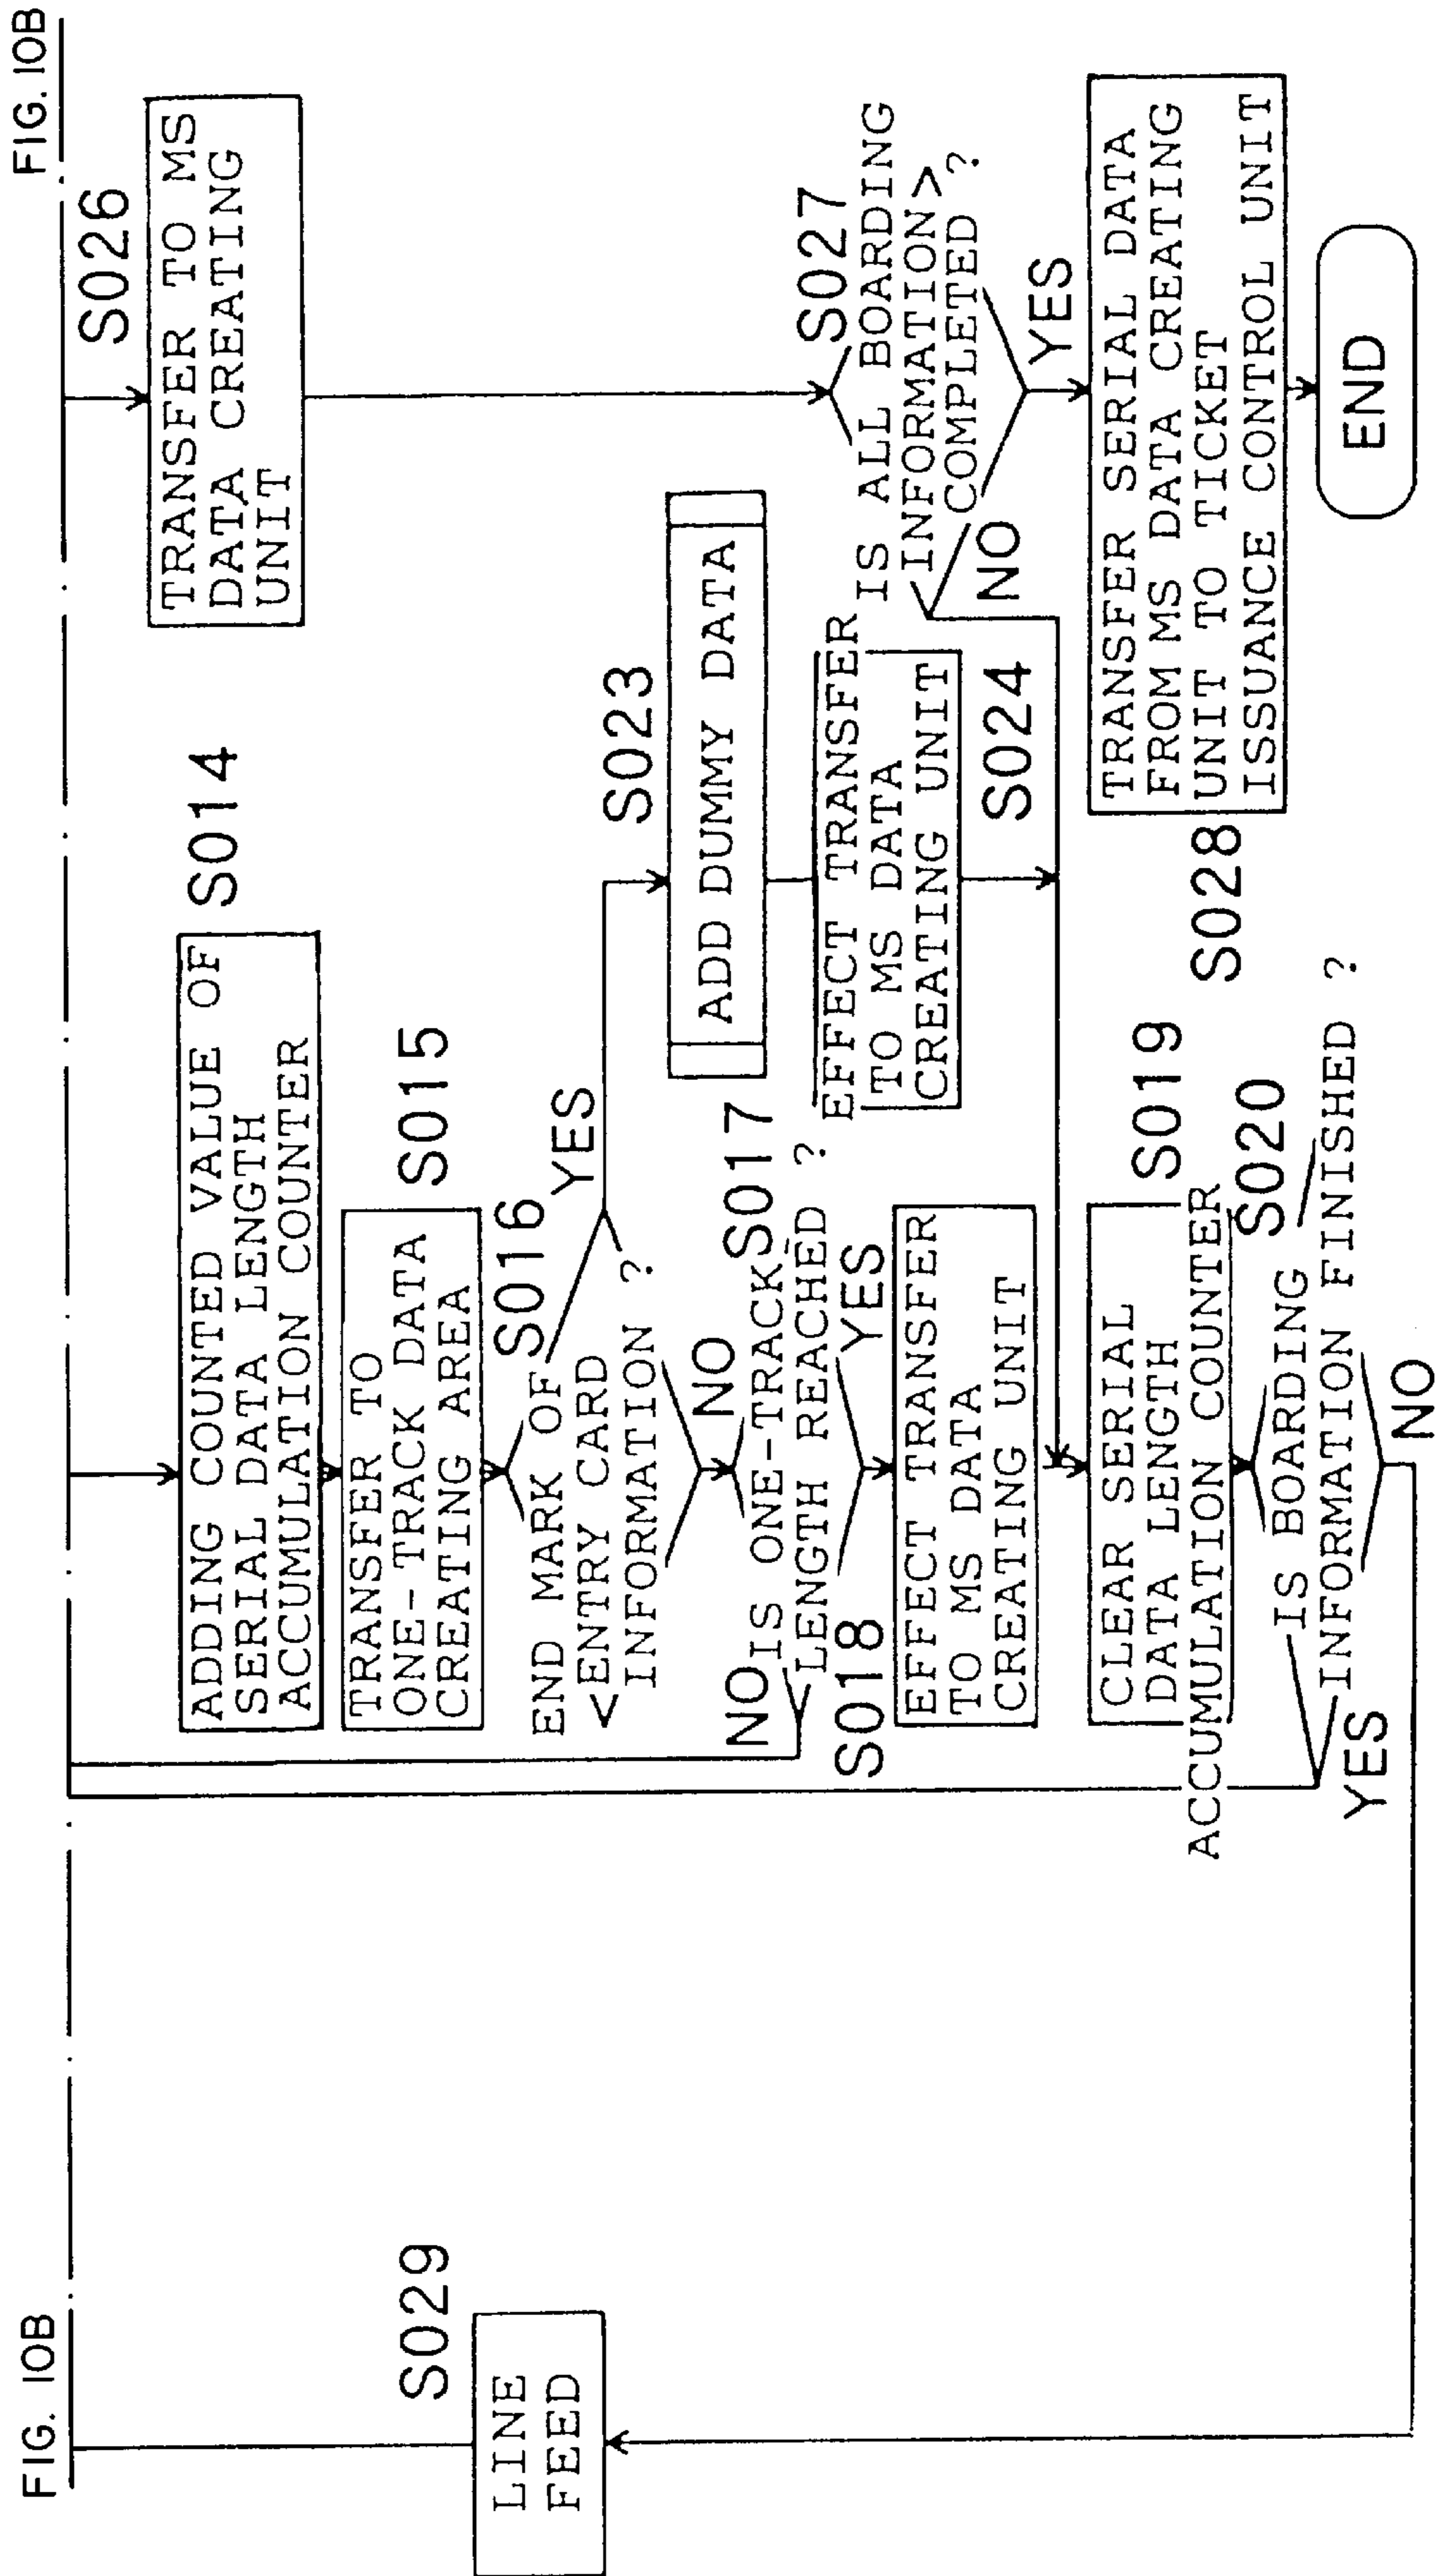 FIG. 10B
FIG. 10B
S029
LINE
FEED
S014
ADDING COUNTED VALUE OF
SERIAL DATA LENGTH
ACCUMULATION COUNTER
S015
TRANSFER TO
ONE-TRACK DATA
CREATING AREA
S016
END MARK OF
<ENTRY CARD
INFORMATION ?
YES
NO
S017
IS ONE-TRACK
LENGTH REACHED ?
NO
YES
S018
EFFECT TRANSFER
TO MS DATA
CREATING UNIT
S019
CLEAR SERIAL
DATA LENGTH
ACCUMULATION COUNTER
S020
IS BOARDING
INFORMATION FINISHED ?
YES
NO
S023
ADD DUMMY DATA
EFFECT TRANSFER
TO MS DATA
CREATING UNIT
S024
S026
TRANSFER TO MS
DATA CREATING
UNIT
S027
IS ALL BOARDING
INFORMATION>
COMPLETED ?
NO
YES
S028
TRANSFER SERIAL DATA
FROM MS DATA CREATING
UNIT TO TICKET
ISSUANCE CONTROL UNIT
END